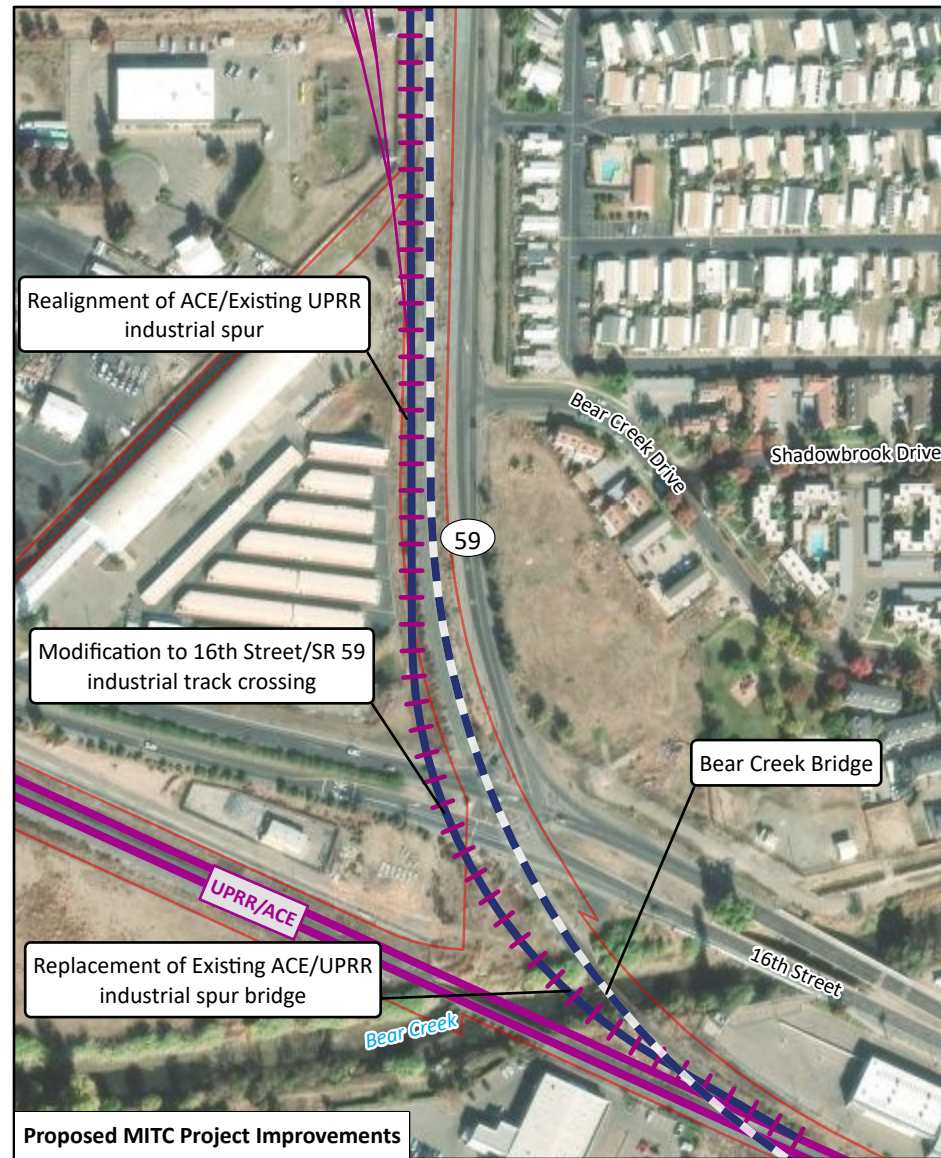 Realignment of ACE/Existing UPRR
industrial spur
Bear Creek Drive
Shadowbrook Drive
59
Modification to 16th Street/SR 59
industrial track crossing
Bear Creek Bridge
UPRR/ACE
Replacement of Existing ACE/UPRR
industrial spur bridge
16th Street
Bear Creek
Proposed MITC Project Improvements